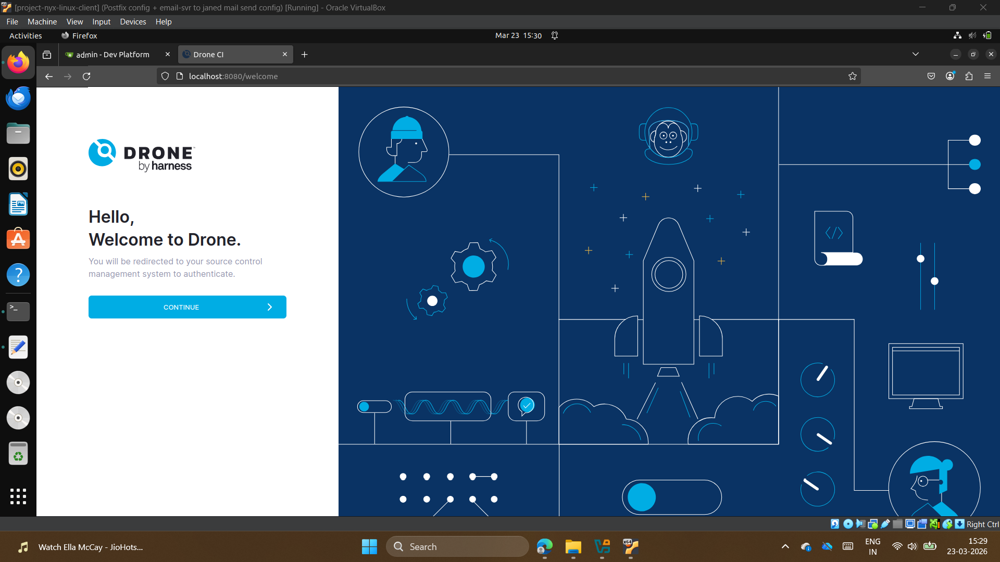 [project-nyx-linux-client] (Postfix config + email-svr to janed mail send config) [Running] - Oracle VirtualBox
File Machine View Input Devices Help
Activities Firefox Mar 23 15:30
admin - Dev Platform Drone CI
localhost:8080/welcome
DRONE
by harness
Hello,
Welcome to Drone.
You will be redirected to your source control
management system to authenticate.
CONTINUE
</>
Right Ctrl
Watch Ella McCay - JioHots...
Search
ENG
IN
15:29
23-03-2026